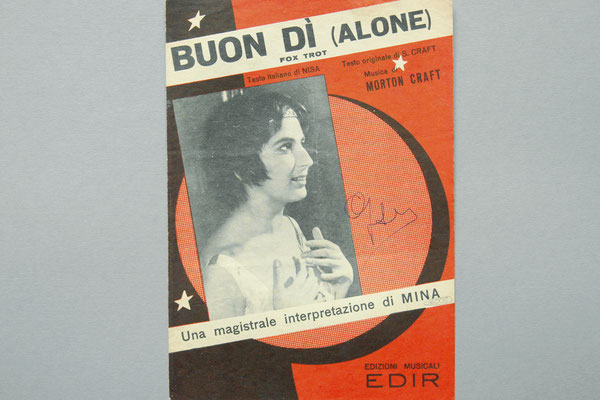 BUON DÌ (ALONE)
FOX TROT
Testo italiano di NISA
Testo originale di S. CRAFT
Musica di
MORTON CRAFT
Una magistrale interpretazione di MINA
EDIZIONI MUSICALI
EDIR